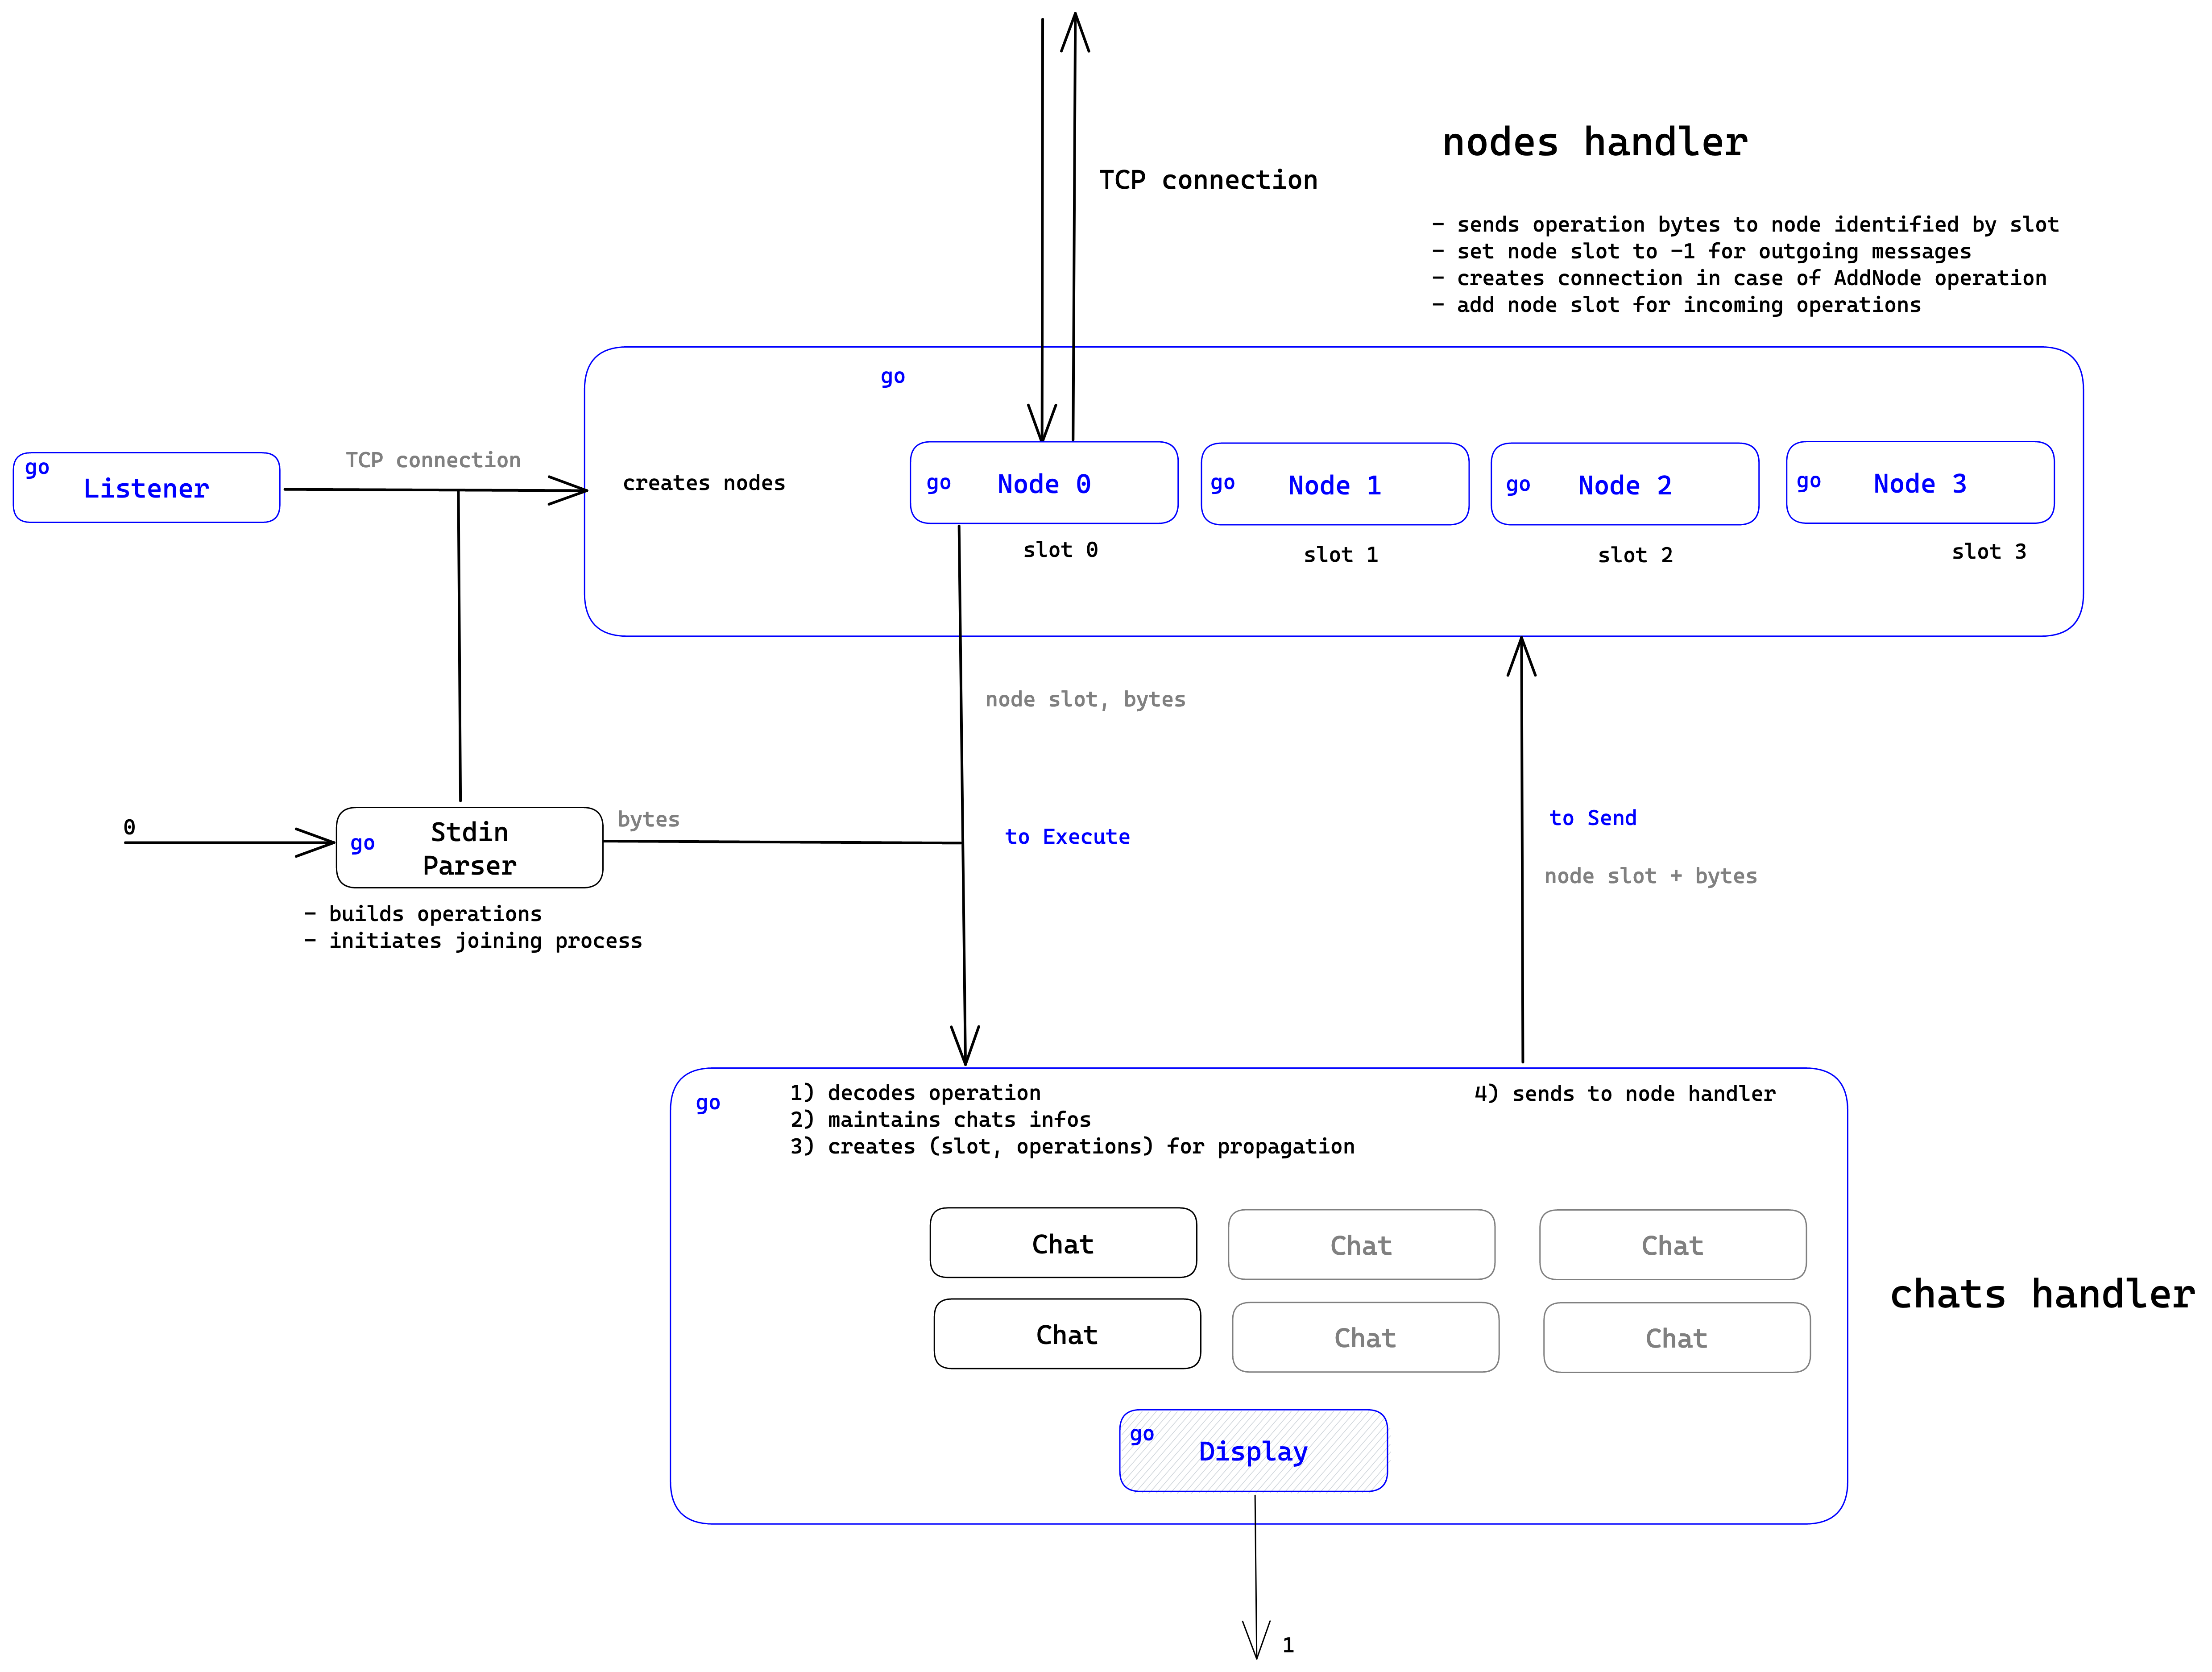 nodes handler
TCP connection
- sends operation bytes to node identified by slot
- set node slot to -1 for outgoing messages
- creates connection in case of AddNode operation
- add node slot for incoming operations
go
go
Listener
TCP connection
creates nodes
go
Node 0
go
Node 1
go
Node 2
go
Node 3
slot 0
slot 1
slot 2
slot 3
node slot, bytes
0
go
Stdin
Parser
bytes
to Execute
to Send
node slot + bytes
- builds operations
- initiates joining process
go
1) decodes operation
2) maintains chats infos
3) creates (slot, operations) for propagation
4) sends to node handler
Chat
Chat
Chat
chats handler
Chat
Chat
Chat
go
Display
1